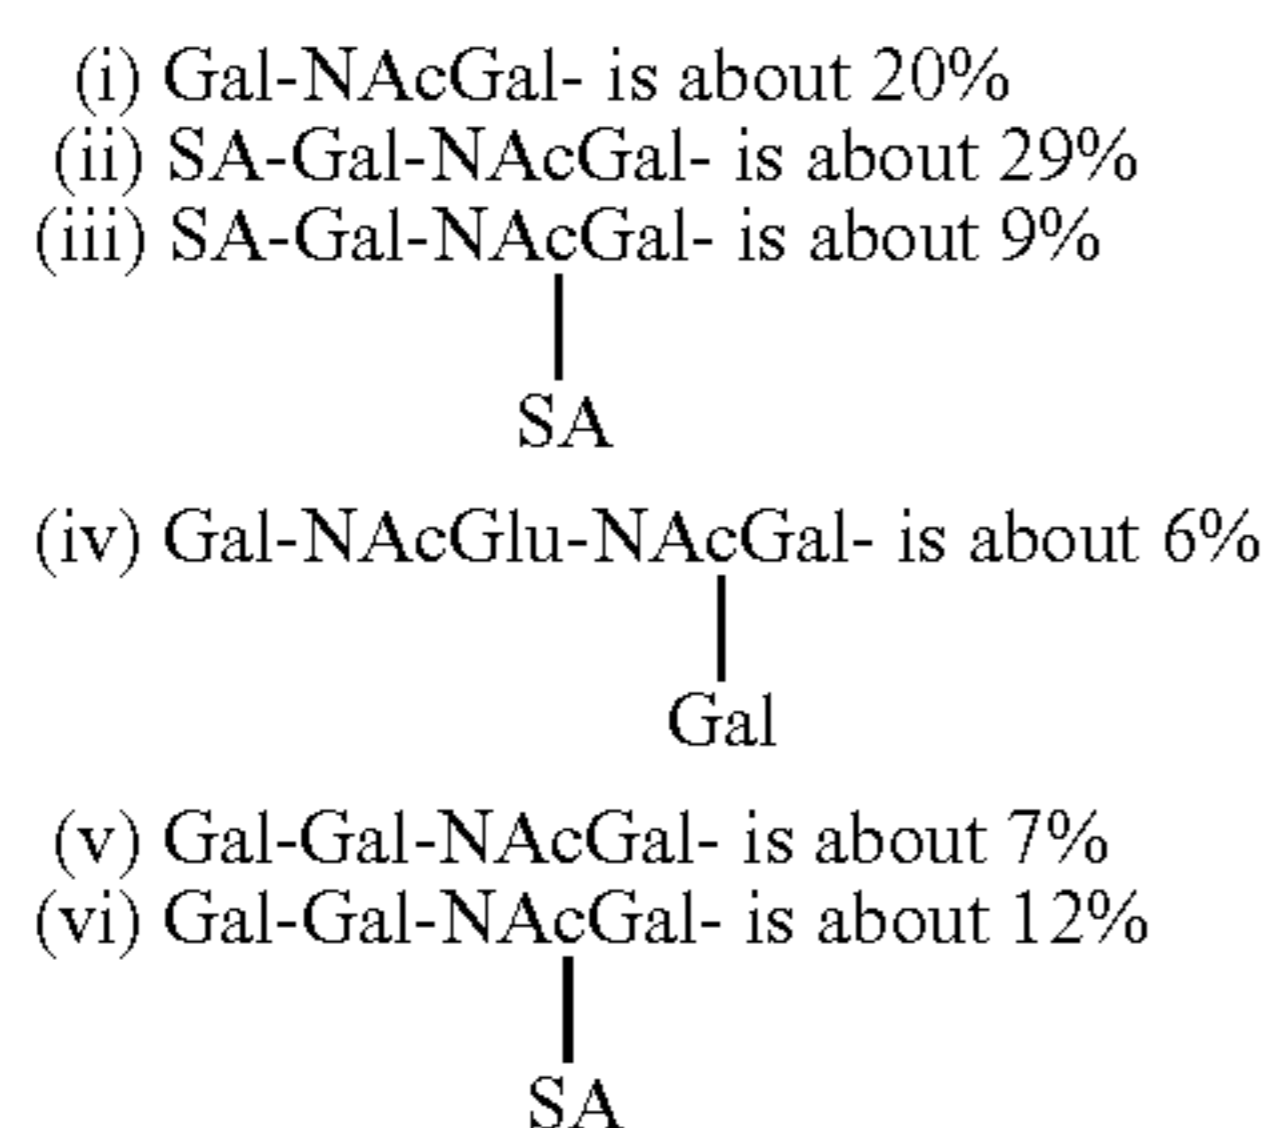 (i) Gal-NAcGal- is about 20%
(ii) SA-Gal-NAcGal- is about 29%
(iii) SA-Gal-NAcGal- is about 9%
SA
(iv) Gal-NAcGlu-NAcGal- is about 6%
Gal
(v) Gal-Gal-NAcGal- is about 7%
(vi) Gal-Gal-NAcGal- is about 12%
SA